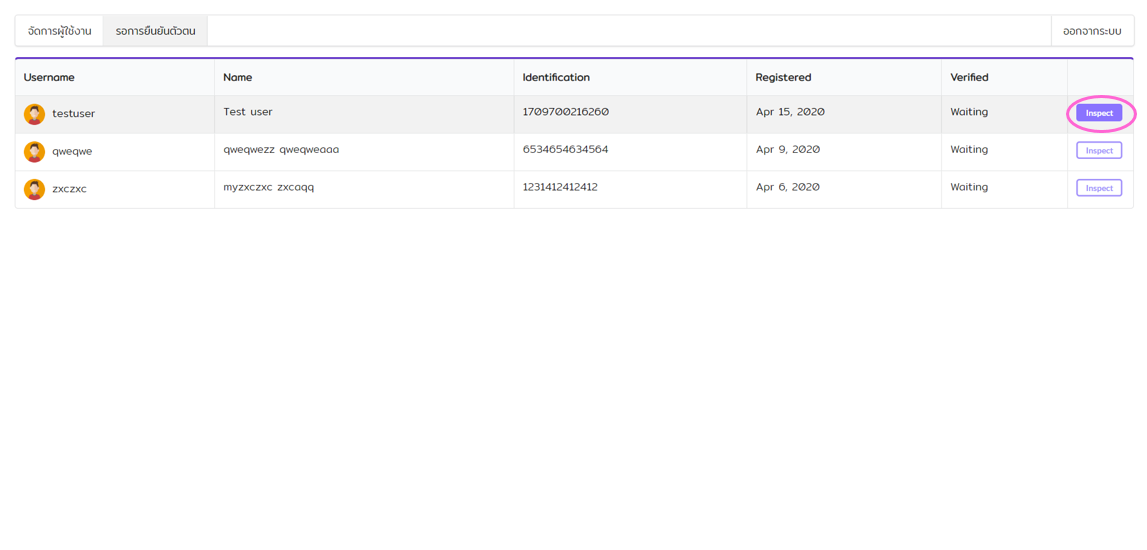 จัดการผู้ใช้งาน รอการยืนยันตัวตน ออกจากระบบ
Username Name Identification Registered Verified
testuser Test user 1709700216260 Apr 15, 2020 Waiting Inspect
qweqwe qweqwezz qweqweaaa 6534654634564 Apr 9, 2020 Waiting Inspect
zxczxc myzxczxc zxcaqq 1231412412412 Apr 6, 2020 Waiting Inspect